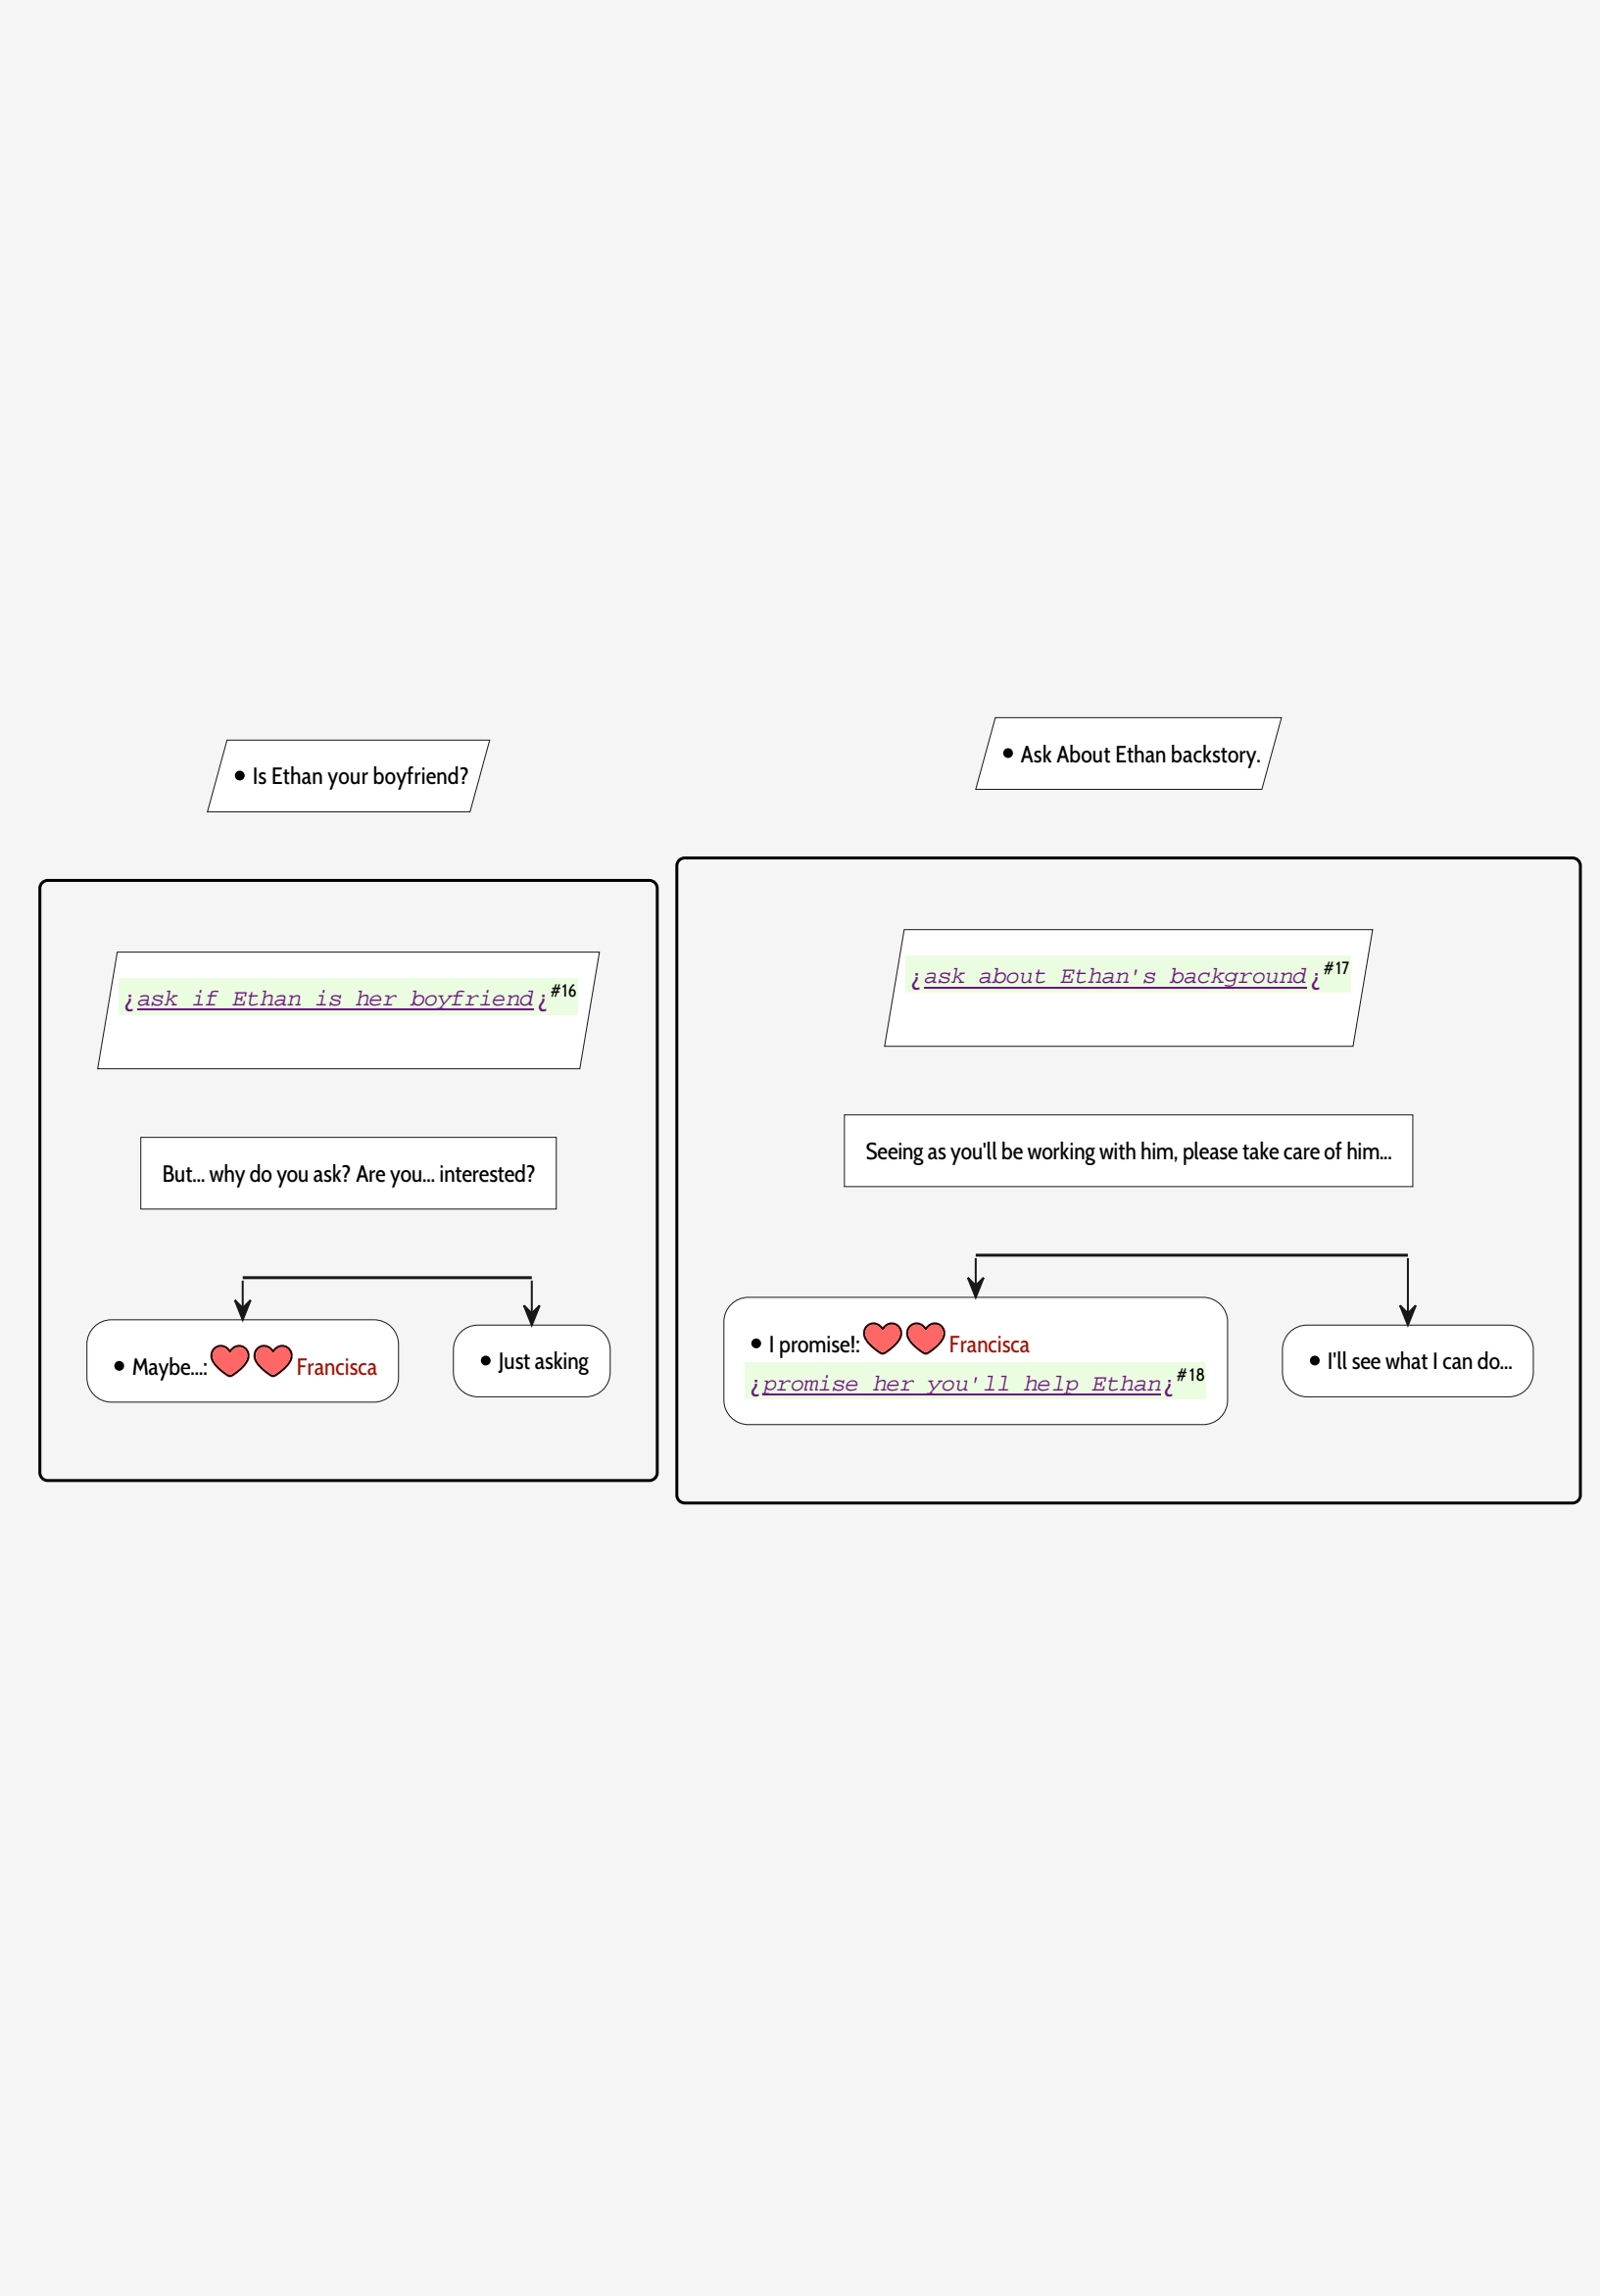 • Is Ethan your boyfriend?
¿ask if Ethan is her boyfriend¿#16
But... why do you ask? Are you... interested?
• Maybe...: Francisca
• Just asking
• Ask About Ethan backstory.
¿ask about Ethan's background¿#17
Seeing as you'll be working with him, please take care of him...
• I promise!: Francisca
¿promise her you'll help Ethan¿#18
• I'll see what I can do...